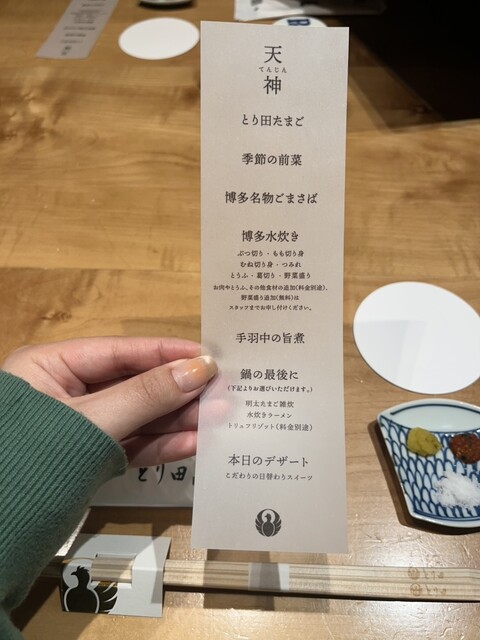 天
てんじん
神
とり田たまご
季節の前菜
博多名物ごまさば
博多水炊き
ぶつ切り・もも切り身
むね切り身・つみれ
とうふ・葛切り・野菜盛り
お肉やとうふ、その他食材の追加(料金別途)、
野菜盛り追加(無料)は
スタッフまでお申し付けください。
手羽中の旨煮
鍋の最後に
(下記よりお選びいただけます。)
明太たまご雑炊
水炊きラーメン
トリュフリゾット(料金別途)
本日のデザート
こだわりの日替わりスイーツ
とり田